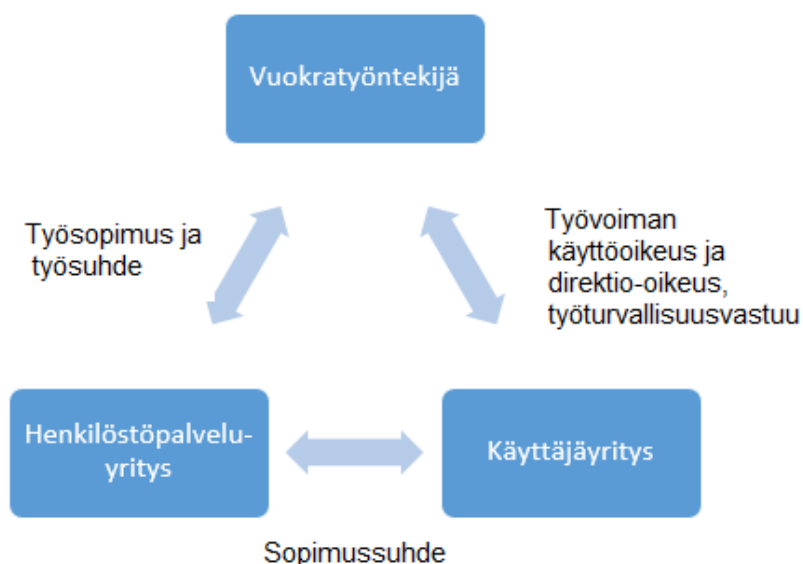 Vuokratyöntekijä
Työsopimus ja
työsuhde
Työvoiman
käyttöoikeus ja
direktio-oikeus,
työturvallisuusvastuu
Henkilöstöpalvelu-
yritys
Käyttäjäyritys
Sopimussuhde